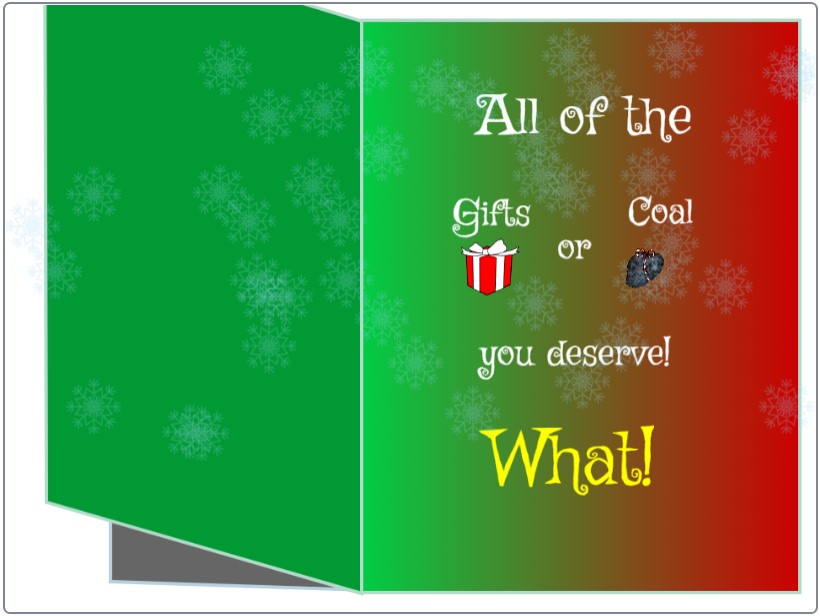 All of the
Gifts
Coal
or
you deserve!
What!